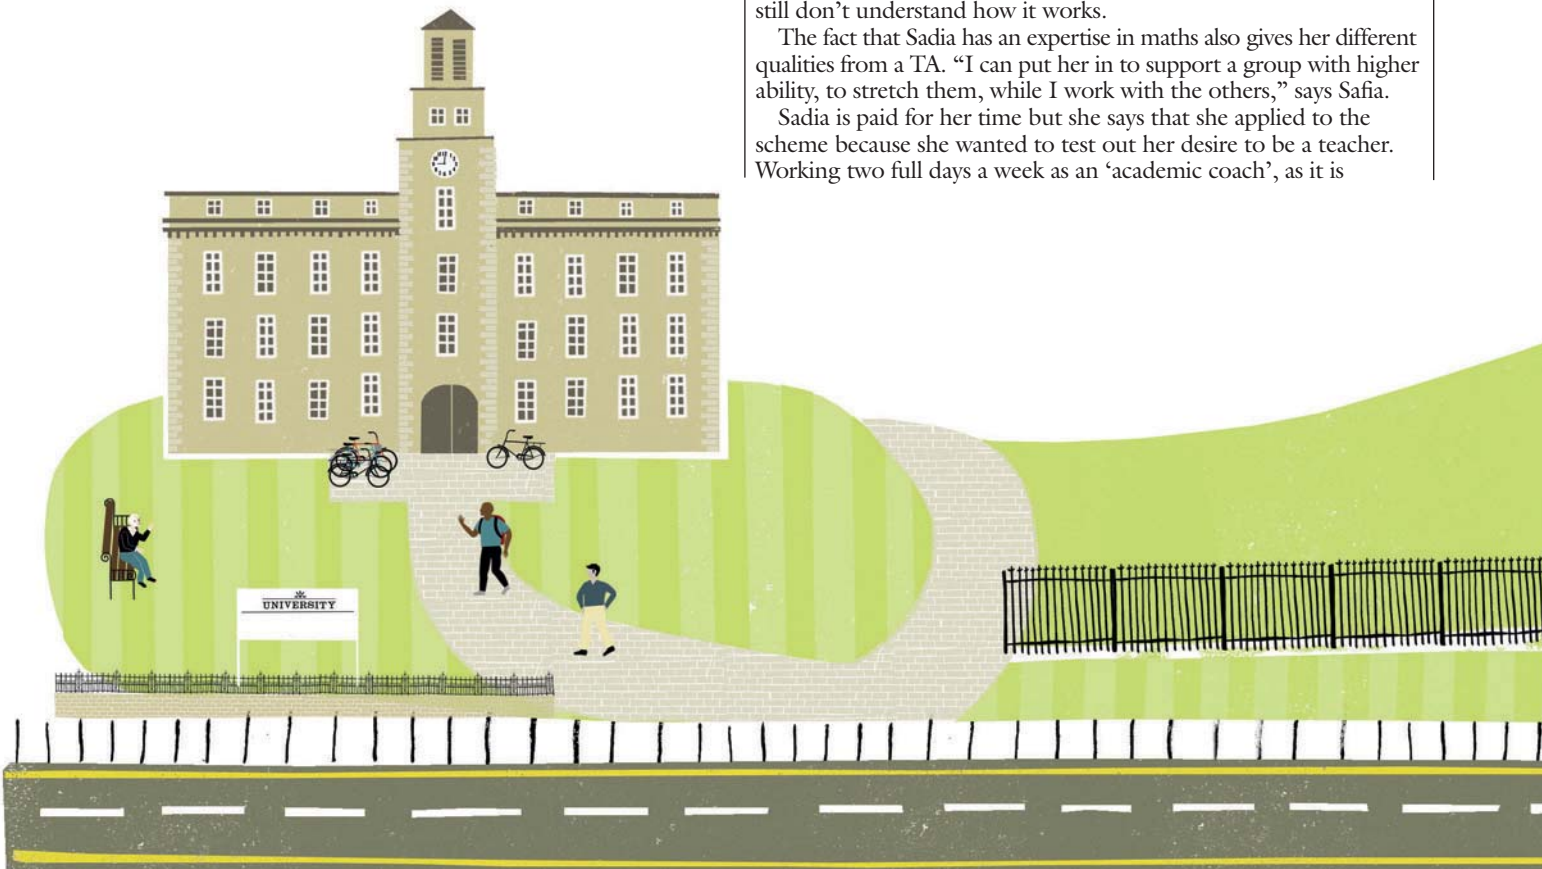 still don’t understand how it works.
The fact that Sadia has an expertise in maths also gives her different
qualities from a TA. “I can put her in to support a group with higher
ability, to stretch them, while I work with the others,” says Safia.
Sadia is paid for her time but she says that she applied to the
scheme because she wanted to test out her desire to be a teacher.
Working two full days a week as an ‘academic coach’, as it is
UNIVERSITY